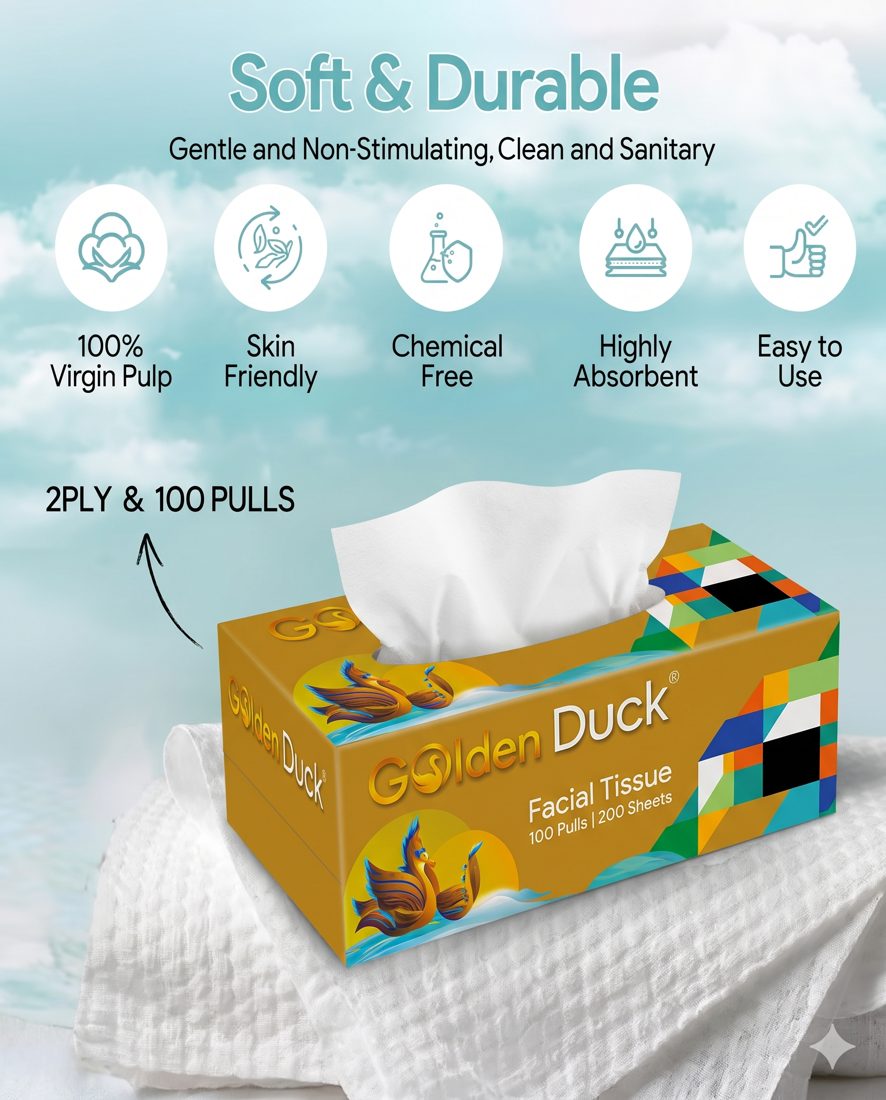 Soft & Durable
Gentle and Non-Stimulating, Clean and Sanitary
100%
Virgin Pulp
Skin
Friendly
Chemical
Free
Highly
Absorbent
Easy to
Use
2PLY & 100 PULLS
Golden Duck®
Golden Duck®
Facial Tissue
100 Pulls | 200 Sheets